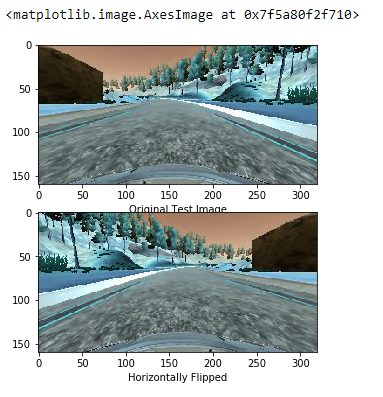 <matplotlib.image.AxesImage at 0x7f5a80f2f710>
0
50
100
150
0 50 100 150 200 250 300
Original Test Image
0
50
100
150
0 50 100 150 200 250 300
Horizontally Flipped